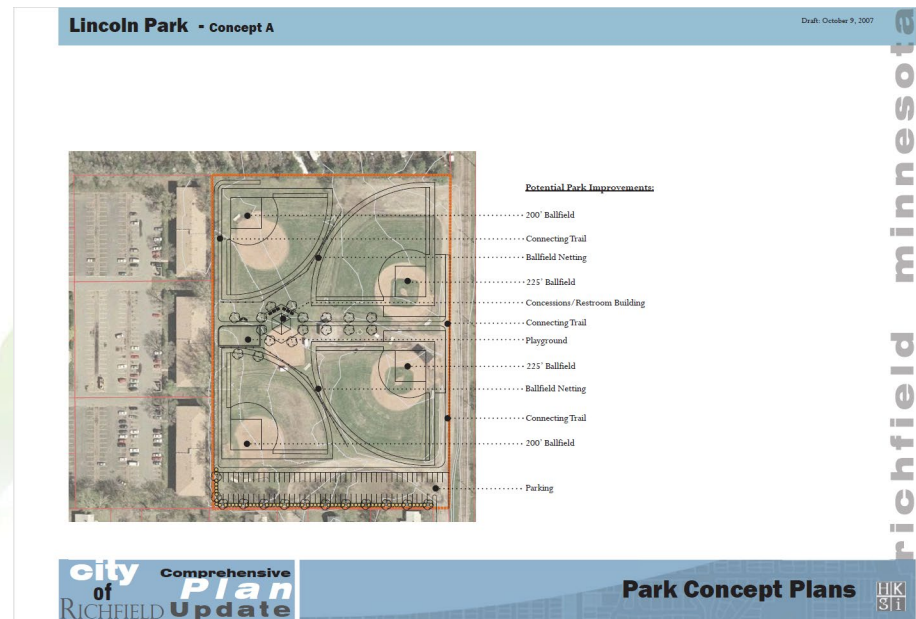 Lincoln Park - Concept A
Draft: October 9, 2007
richfield minnesota
Potential Park Improvements:
200' Ballfield
Connecting Trail
Ballfield Netting
225' Ballfield
Concessions/Restroom Building
Connecting Trail
Playground
225' Ballfield
Ballfield Netting
Connecting Trail
200' Ballfield
Parking
city of RICHFIELD
Comprehensive
Plan
Update
Park Concept Plans
HK
Si